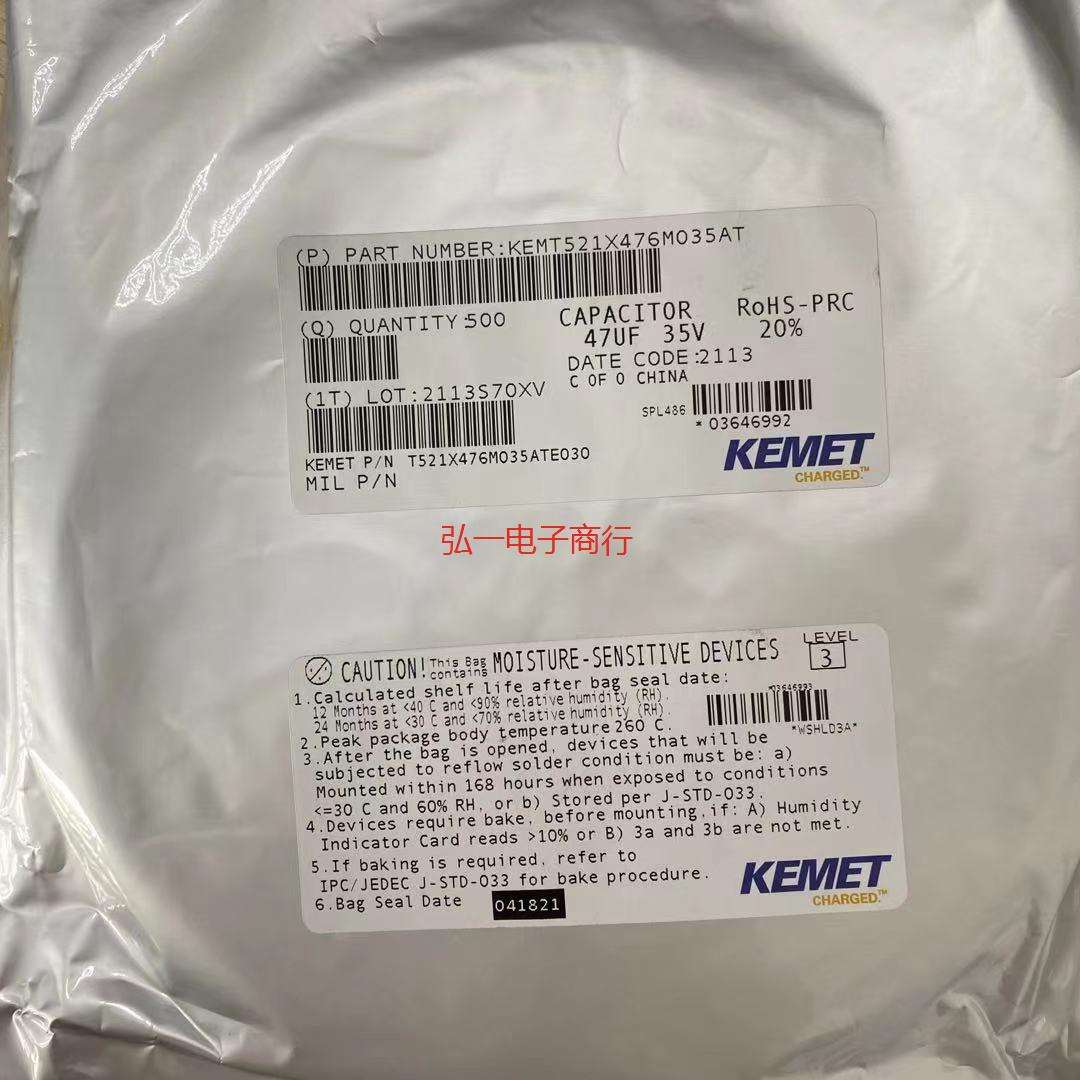 (P) PART NUMBER:KEMT521X476M035AT
(Q) QUANTITY:500
CAPACITOR
RoHS-PRC
47UF 35V
20%
DATE CODE:2113
C OF O CHINA
(1T) LOT:2113S70XV
SPL486
*03646992
KEMET P/N T521X476M035ATE030
MIL P/N
KEMET
CHARGED.™
弘一电子商行
CAUTION! This Bag contains MOISTURE-SENSITIVE DEVICES
LEVEL
3
1.Calculated shelf life after bag seal date:
12 Months at <40 C and <90% relative humidity (RH).
24 Months at <30 C and <70% relative humidity (RH).
*03646993
*WSHLD3A*
2.Peak package body temperature 260 C.
3.After the bag is opened, devices that will be
subjected to reflow solder condition must be: a)
Mounted within 168 hours when exposed to conditions
<=30 C and 60% RH, or b) Stored per J-STD-033.
4.Devices require bake, before mounting,if: A) Humidity
Indicator Card reads >10% or B) 3a and 3b are not met.
5.If baking is required, refer to
IPC/JEDEC J-STD-033 for bake procedure.
6.Bag Seal Date 041821
KEMET
CHARGED.™